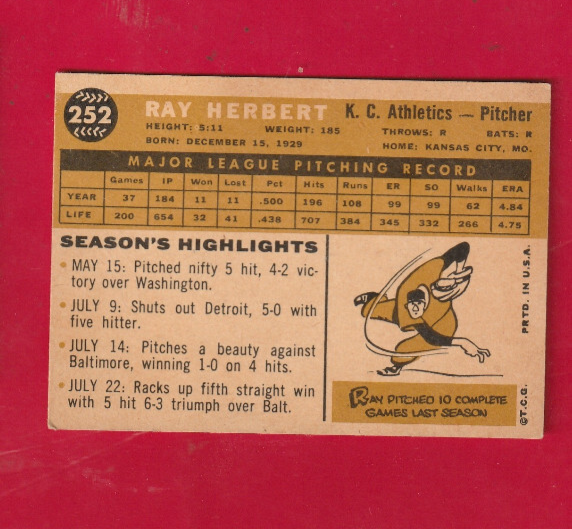 252
RAY HERBERT K. C. Athletics — Pitcher
HEIGHT: 5:11 WEIGHT: 185 THROWS: R BATS: R
BORN: DECEMBER 15, 1929 HOME: KANSAS CITY, MO.
MAJOR LEAGUE PITCHING RECORD
Games IP Won Lost Pct Hits Runs ER SO Walks ERA
YEAR 37 184 11 11 .500 196 108 99 99 62 4.84
LIFE 200 654 32 41 .438 707 384 345 332 266 4.75
SEASON'S HIGHLIGHTS
• MAY 15: Pitched nifty 5 hit, 4-2 vic-
tory over Washington.
• JULY 9: Shuts out Detroit, 5-0 with
five hitter.
• JULY 14: Pitches a beauty against
Baltimore, winning 1-0 on 4 hits.
• JULY 22: Racks up fifth straight win
with 5 hit 6-3 triumph over Balt.
RAY PITCHED 10 COMPLETE
GAMES LAST SEASON
©T.C.G. PRTD. IN U.S.A.